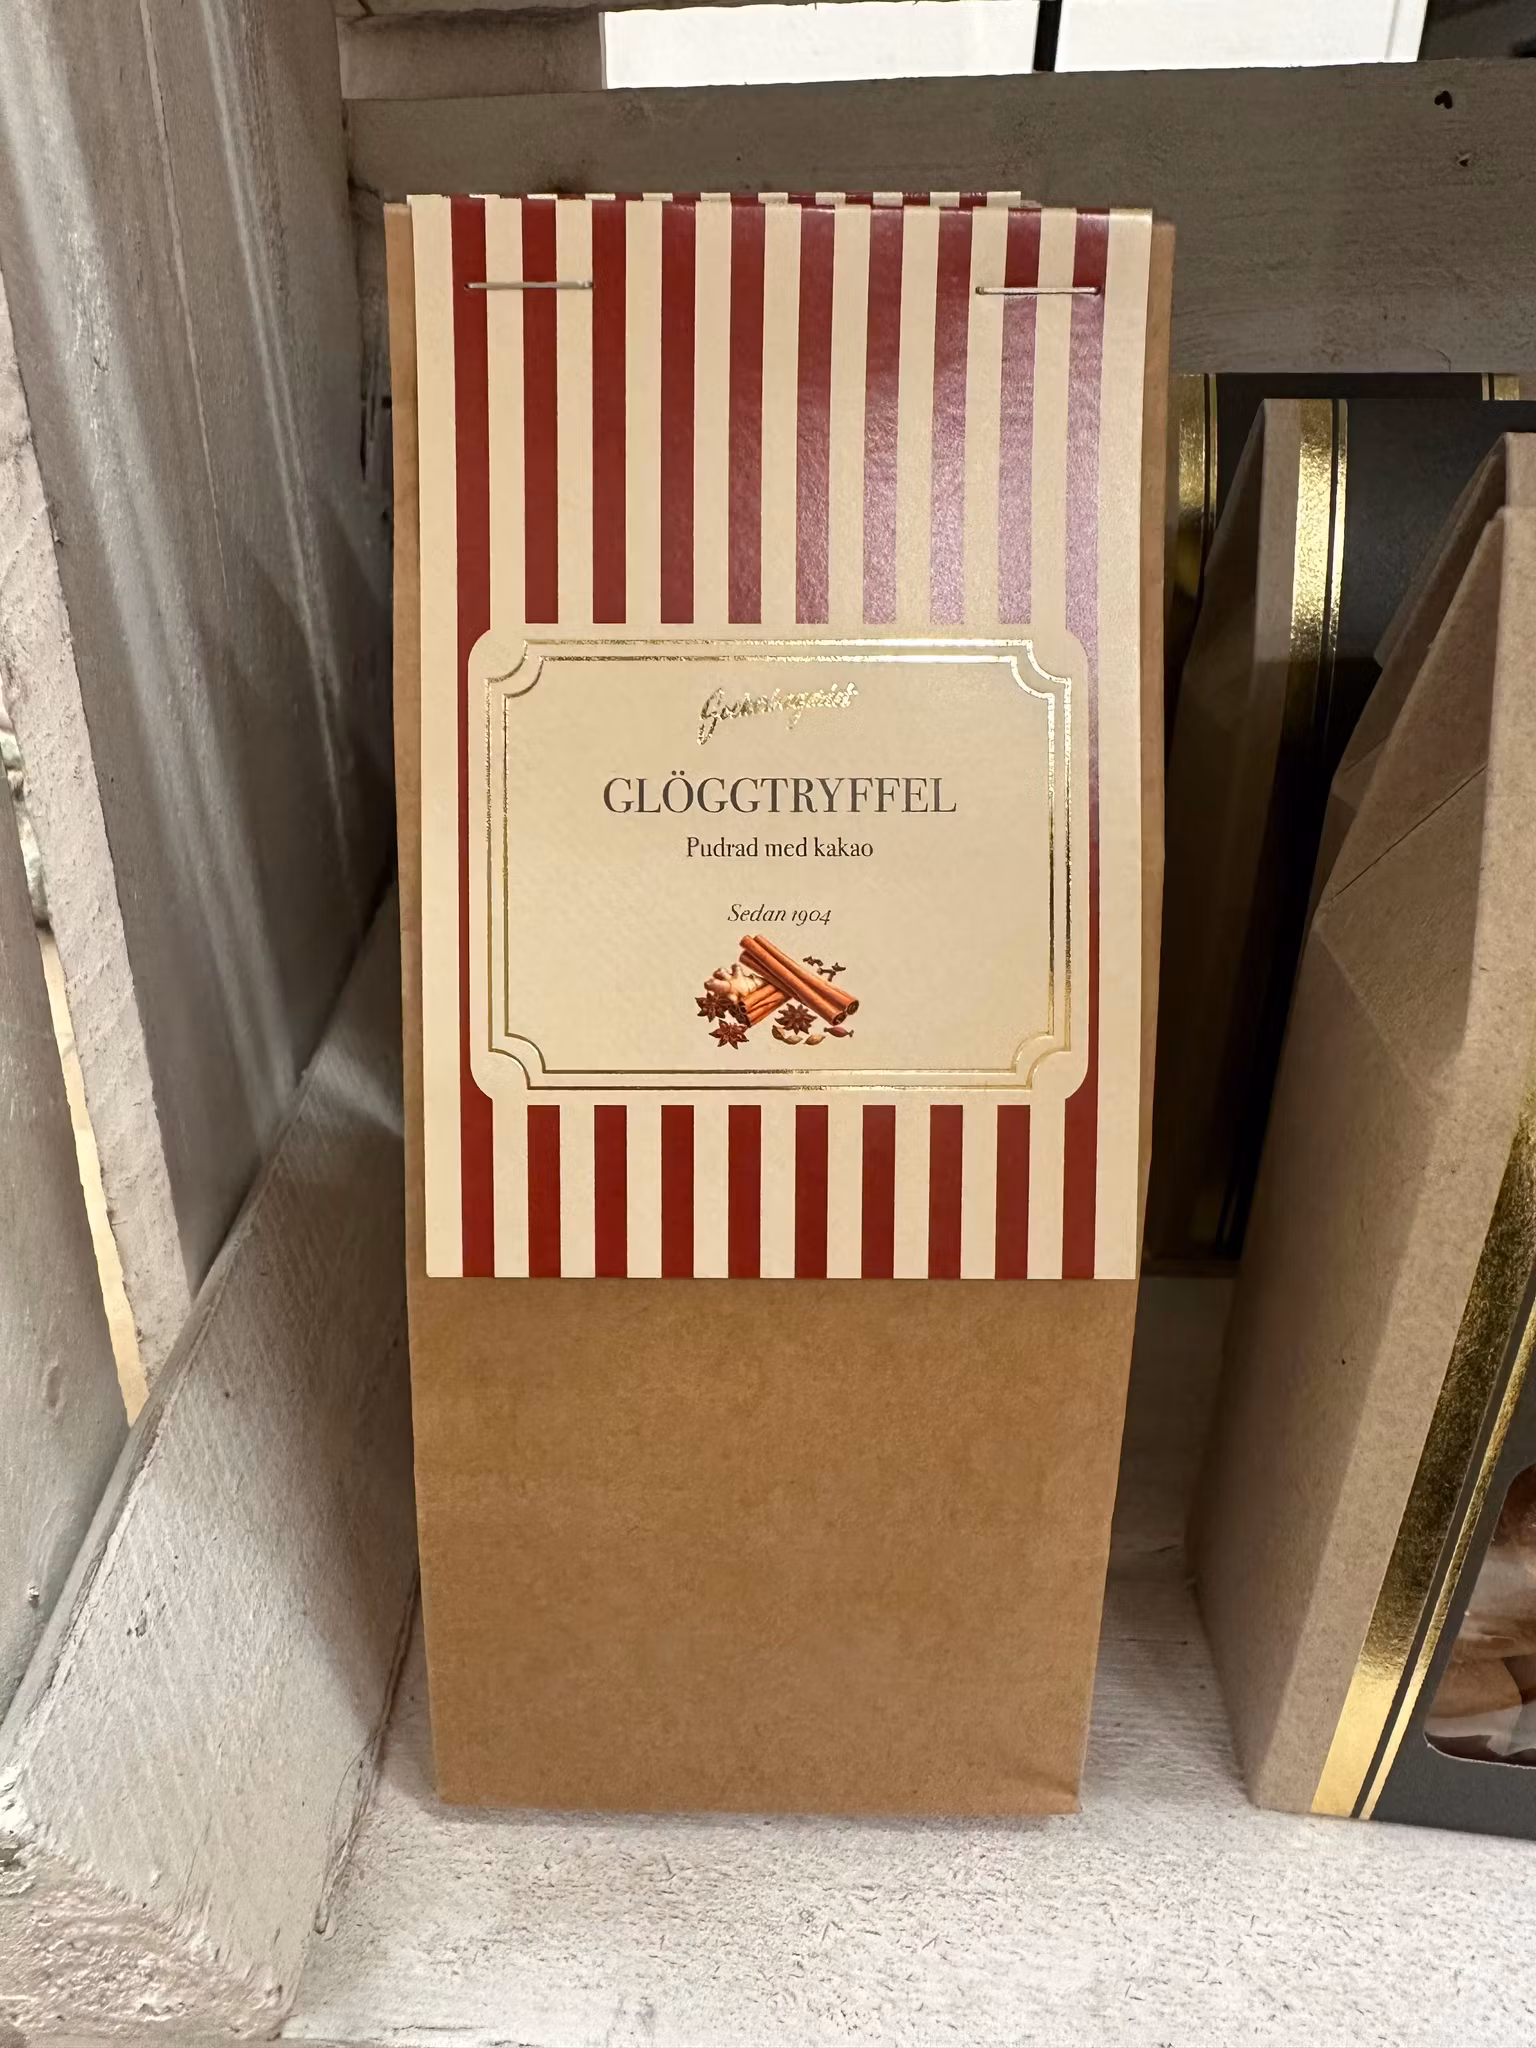 GLÖGGTRYFFEL
Pudrad med kakao
Sedan 1904